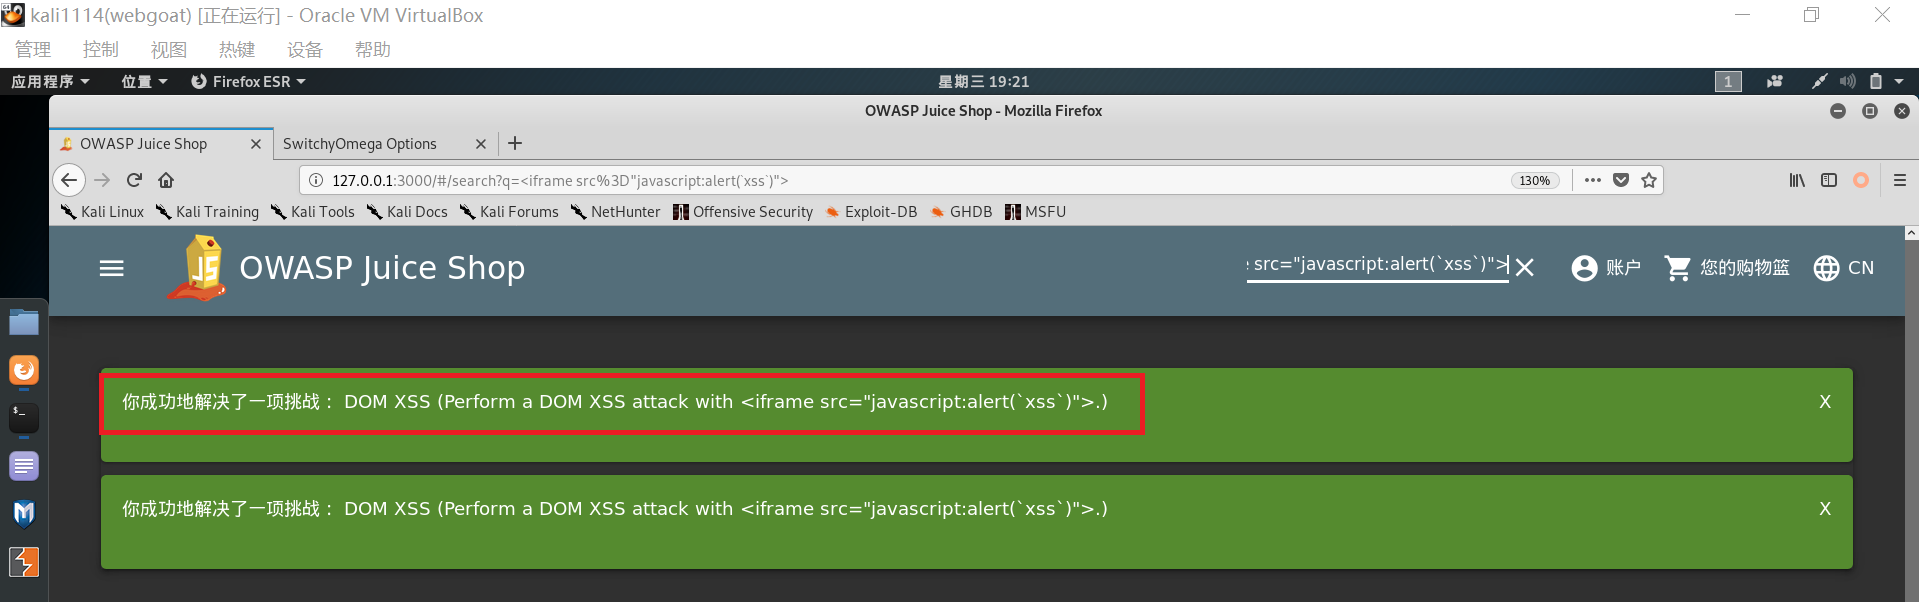 kali1114(webgoat) [正在运行] - Oracle VM VirtualBox
管理 控制 视图 热键 设备 帮助
应用程序 位置 Firefox ESR 星期三 19:21 1
OWASP Juice Shop - Mozilla Firefox
OWASP Juice Shop SwitchyOmega Options
127.0.0.1:3000/#/search?q=<iframe src%3D"javascript:alert(`xss`)"> 130%
Kali Linux Kali Training Kali Tools Kali Docs Kali Forums NetHunter Offensive Security Exploit-DB GHDB MSFU
JS OWASP Juice Shop src="javascript:alert(`xss`)"> 账户 您的购物篮 CN
你成功地解决了一项挑战： DOM XSS (Perform a DOM XSS attack with <iframe src="javascript:alert(`xss`)">.) X
你成功地解决了一项挑战： DOM XSS (Perform a DOM XSS attack with <iframe src="javascript:alert(`xss`)">.) X